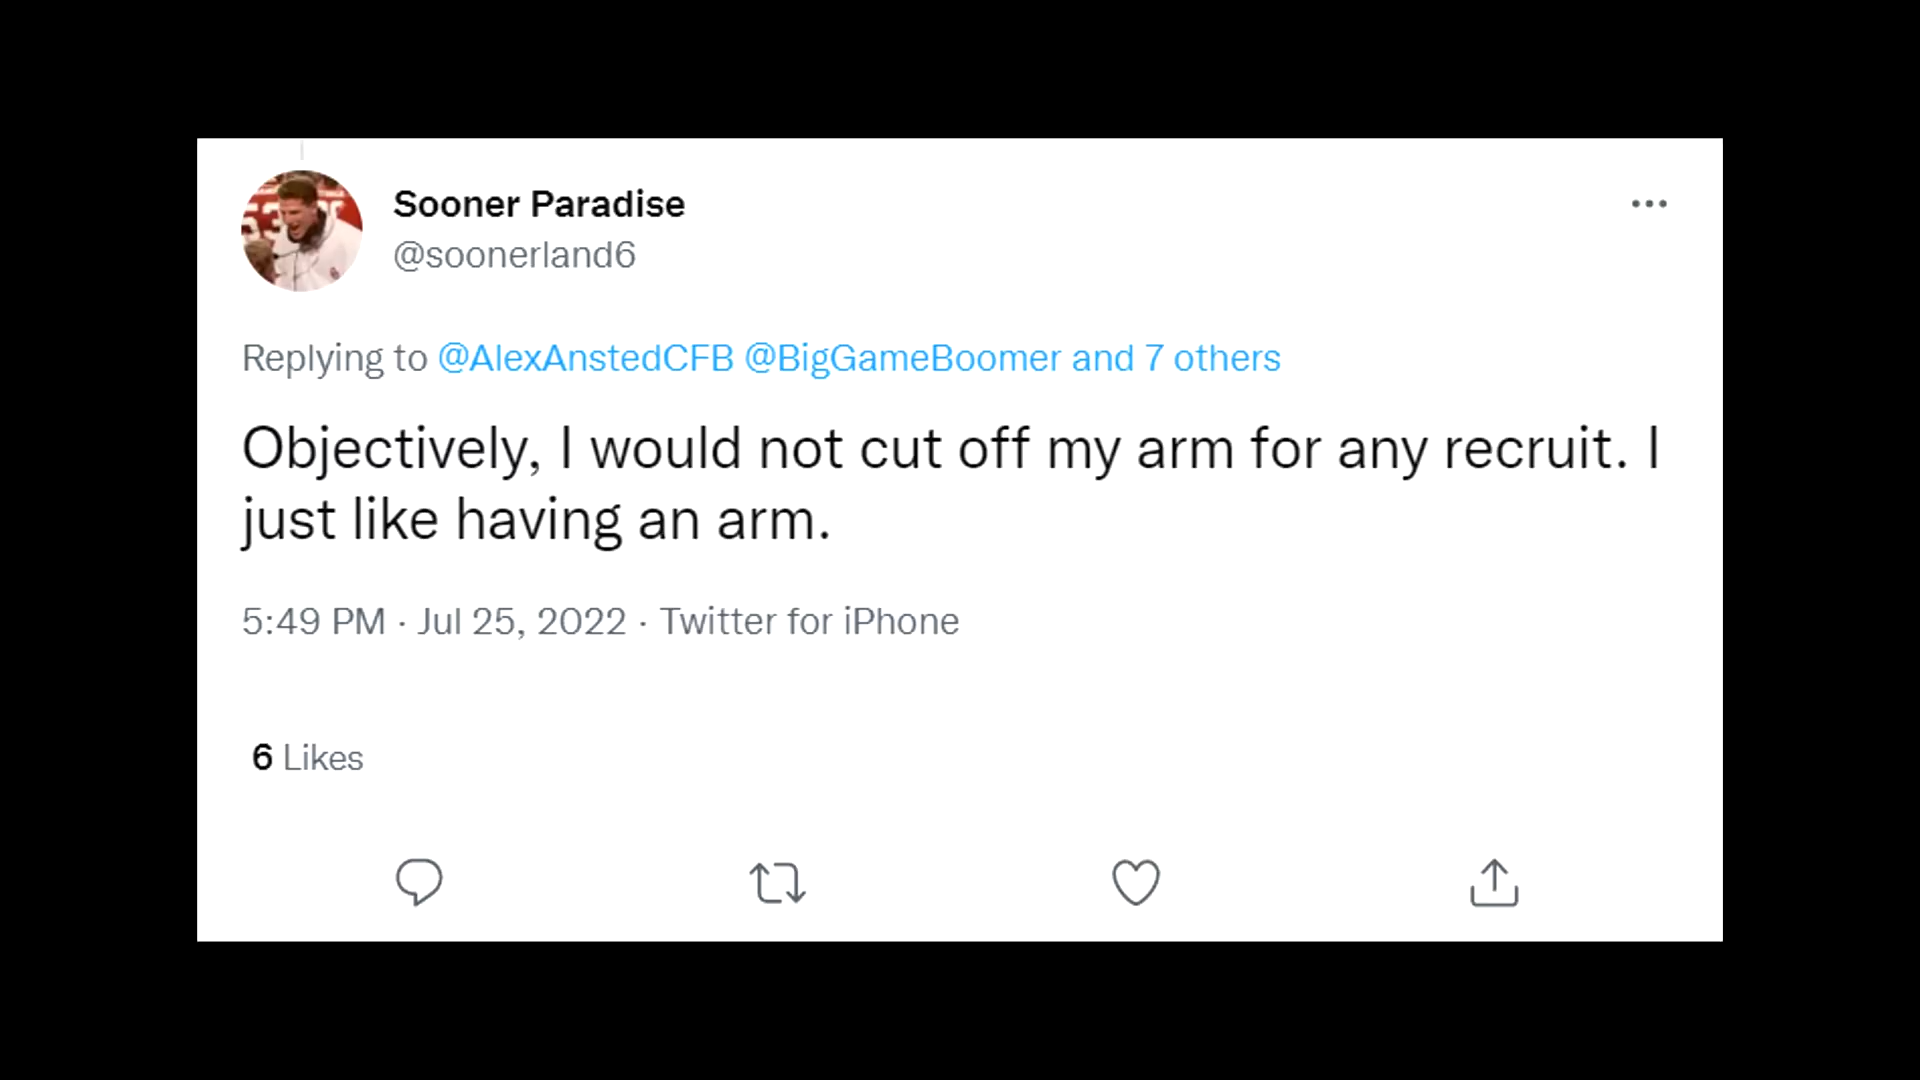 Sooner Paradise
@soonerland6
Replying to @AlexAnstedCFB @BigGameBoomer and 7 others
Objectively, I would not cut off my arm for any recruit. I
just like having an arm.
5:49 PM · Jul 25, 2022 · Twitter for iPhone
6 Likes